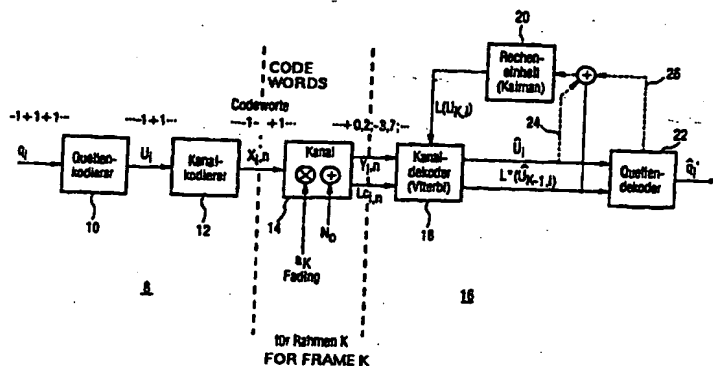 20
CODE
WORDS
Rechen-
einheit
(Kalman)
26
-1+1+1···
----1+1···
Codeworte
---1- +1---
---+0,2;-3,7;--
L(U_K,i)
24
22
q_i
Quellen-
kodierer
U_i
Kanal-
kodierer
X_i,n
Kanal
Y_i,n
Lc_i,n
Kanal-
dekoder
(Viterbi)
Û_i
L"(Û_K-1,i)
Quellen-
dekoder
10
12
14
18
N_0
a_K
Fading
8
16
für Rahmen K
FOR FRAME K